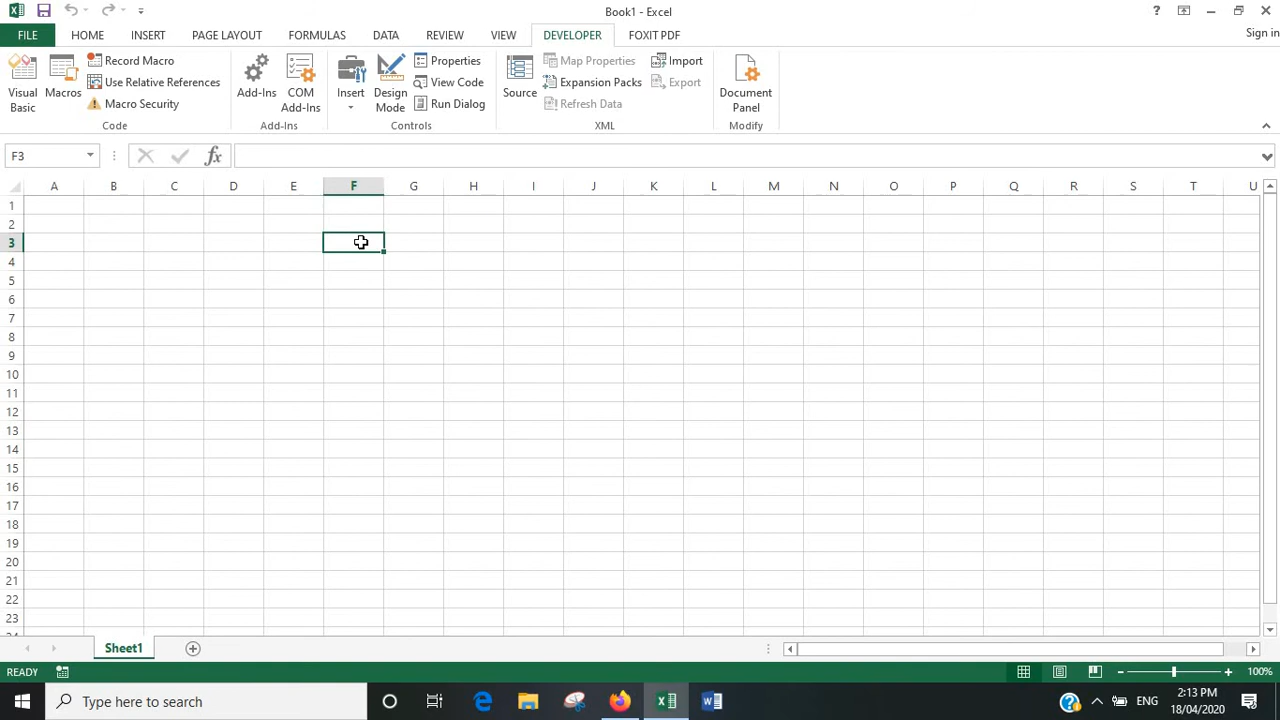 Book1 - Excel
?
FILE HOME INSERT PAGE LAYOUT FORMULAS DATA REVIEW VIEW DEVELOPER FOXIT PDF Sign in
Visual Basic
Macros
Record Macro
Use Relative References
Macro Security
Code
Add-Ins
COM Add-Ins
Add-Ins
Insert
Design Mode
Properties
View Code
Run Dialog
Controls
Source
Map Properties
Expansion Packs
Refresh Data
Import
Export
XML
Document Panel
Modify
F3
fx
A B C D E F G H I J K L M N O P Q R S T U
1
2
3
4
5
6
7
8
9
10
11
12
13
14
15
16
17
18
19
20
21
22
23
24
Sheet1
READY
100%
Type here to search
ENG
2:13 PM
18/04/2020